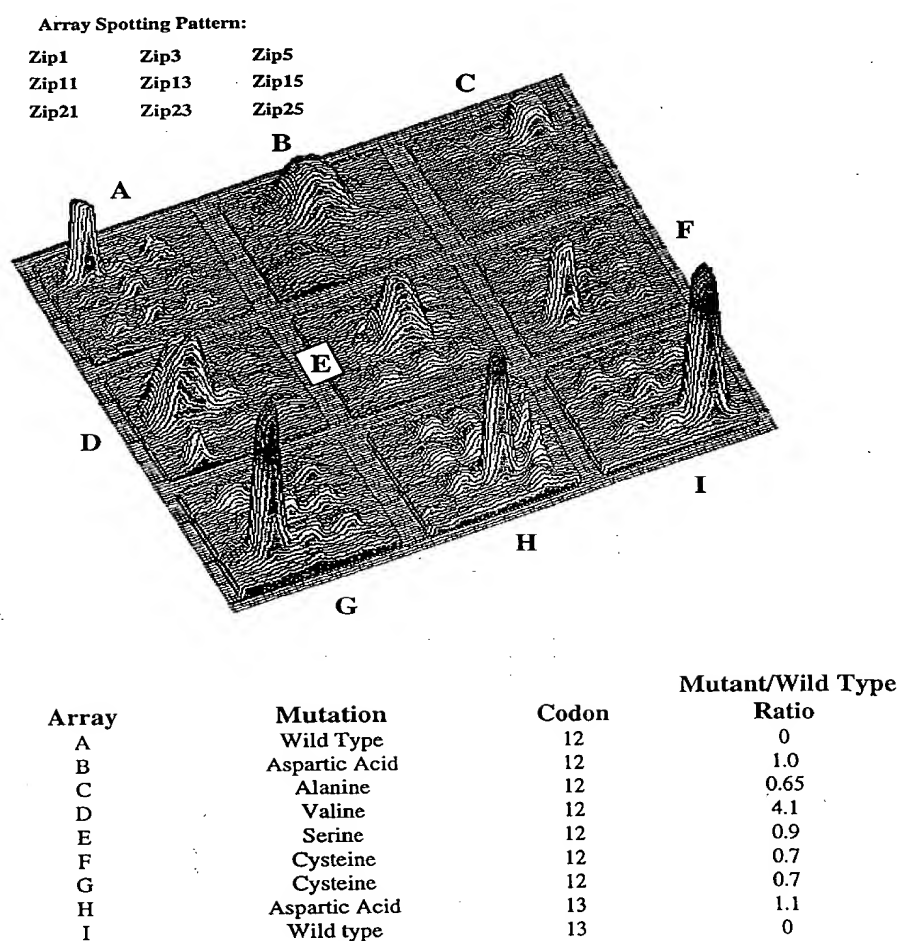 Array Spotting Pattern:
Zip1 Zip3 Zip5
Zip11 Zip13 Zip15
Zip21 Zip23 Zip25
C
B
A
F
E
D
I
H
G
Mutant/Wild Type
Array Mutation Codon Ratio
A Wild Type 12 0
B Aspartic Acid 12 1.0
C Alanine 12 0.65
D Valine 12 4.1
E Serine 12 0.9
F Cysteine 12 0.7
G Cysteine 12 0.7
H Aspartic Acid 13 1.1
I Wild type 13 0